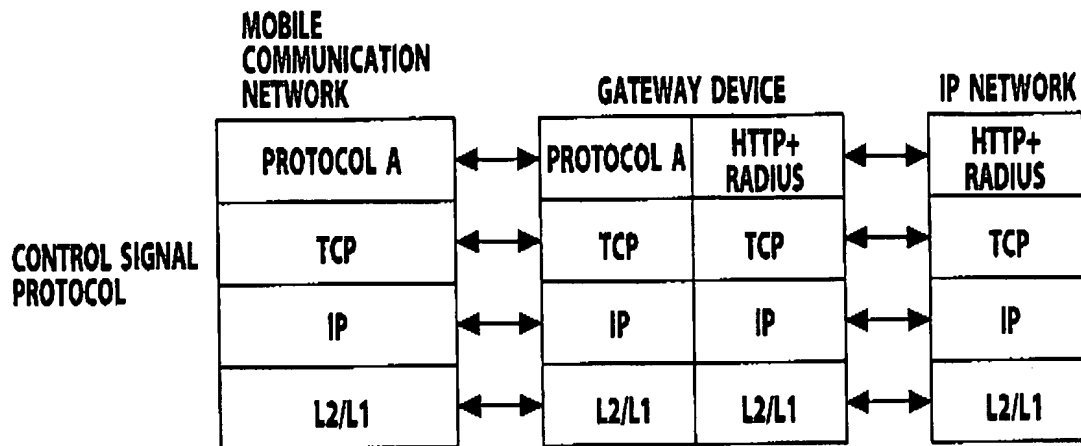 MOBILE
COMMUNICATION
NETWORK
GATEWAY DEVICE
IP NETWORK
PROTOCOL A
PROTOCOL A
HTTP+
RADIUS
HTTP+
RADIUS
CONTROL SIGNAL
PROTOCOL
TCP
TCP
TCP
TCP
IP
IP
IP
IP
L2/L1
L2/L1
L2/L1
L2/L1